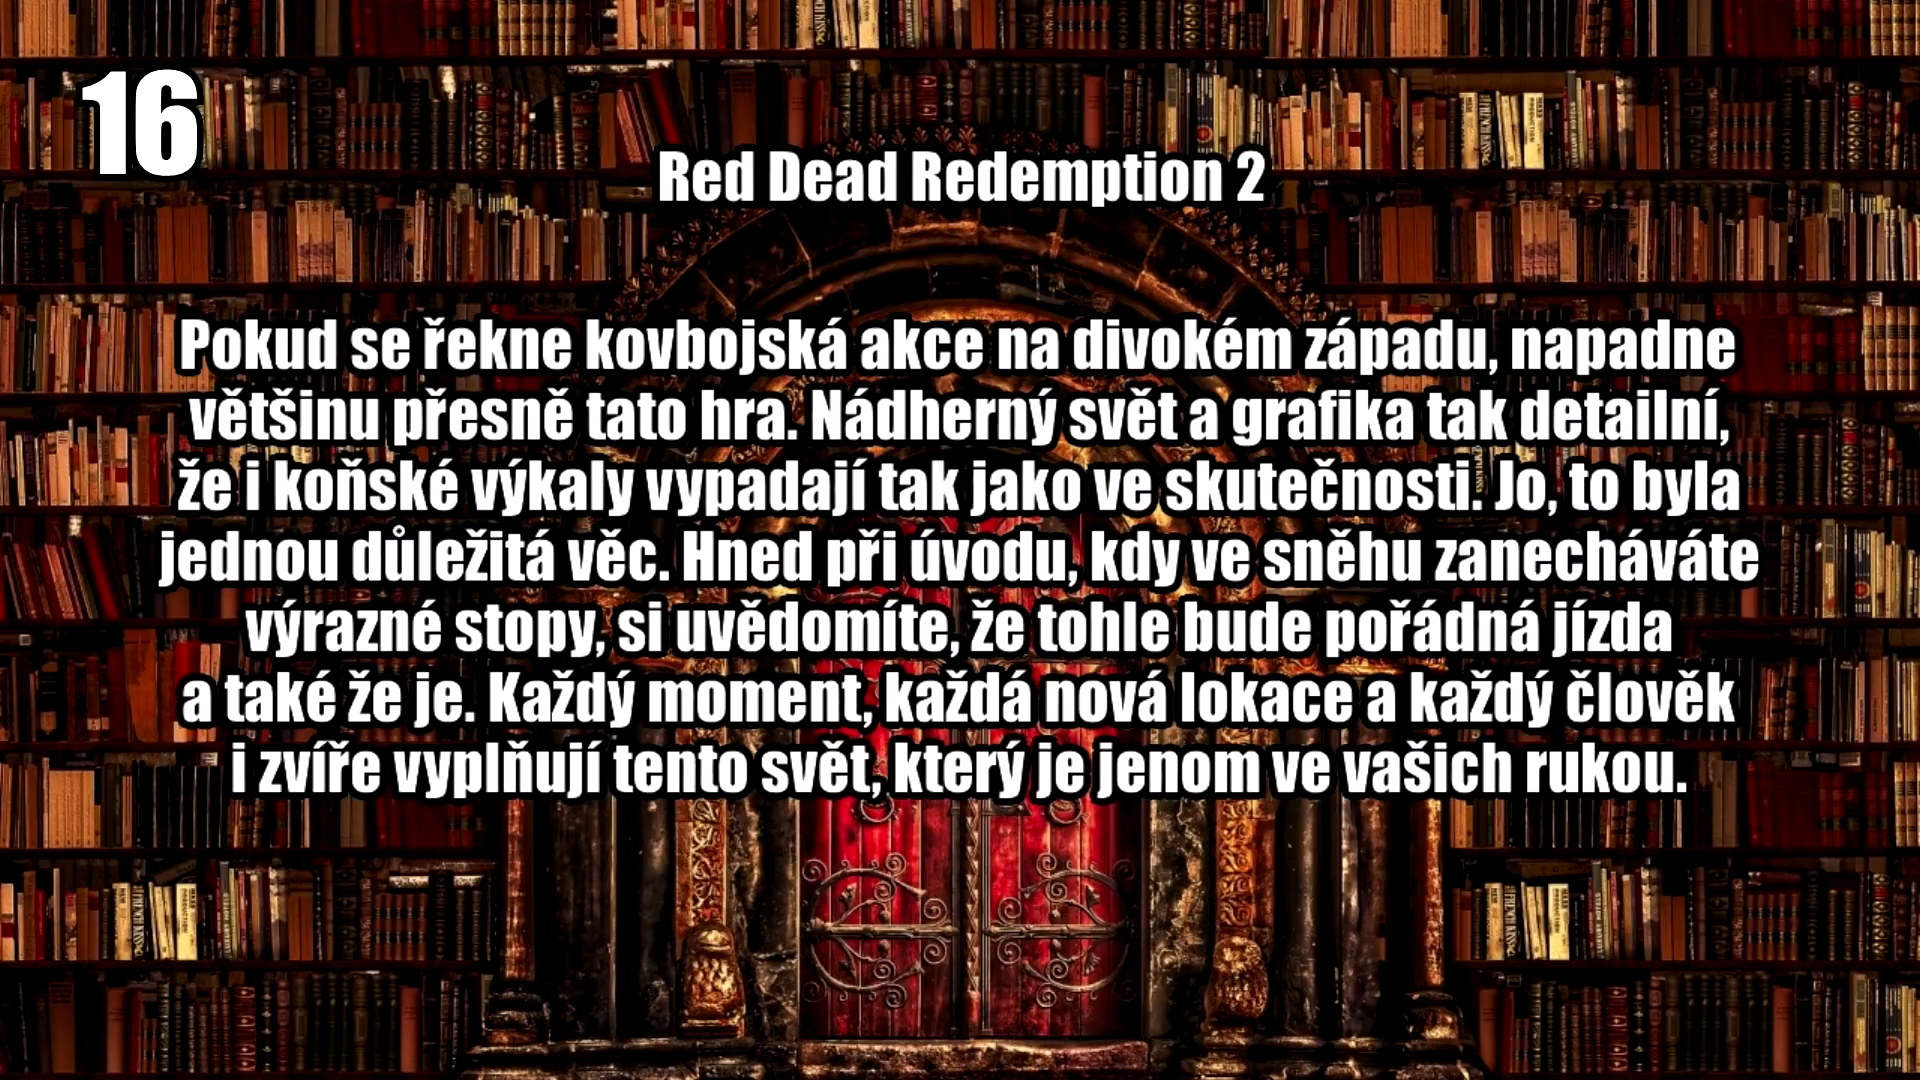 16
Red Dead Redemption 2
Pokud se řekne kovbojská akce na divokém západu, napadne
většinu přesně tato hra. Nádherný svět a grafika tak detailní,
že i koňské výkaly vypadají tak jako ve skutečnosti. Jo, to byla
jednou důležitá věc. Hned při úvodu, kdy ve sněhu zanecháváte
výrazné stopy, si uvědomíte, že tohle bude pořádná jízda
a také že je. Každý moment, každá nová lokace a každý člověk
i zvíře vyplňují tento svět, který je jenom ve vašich rukou.